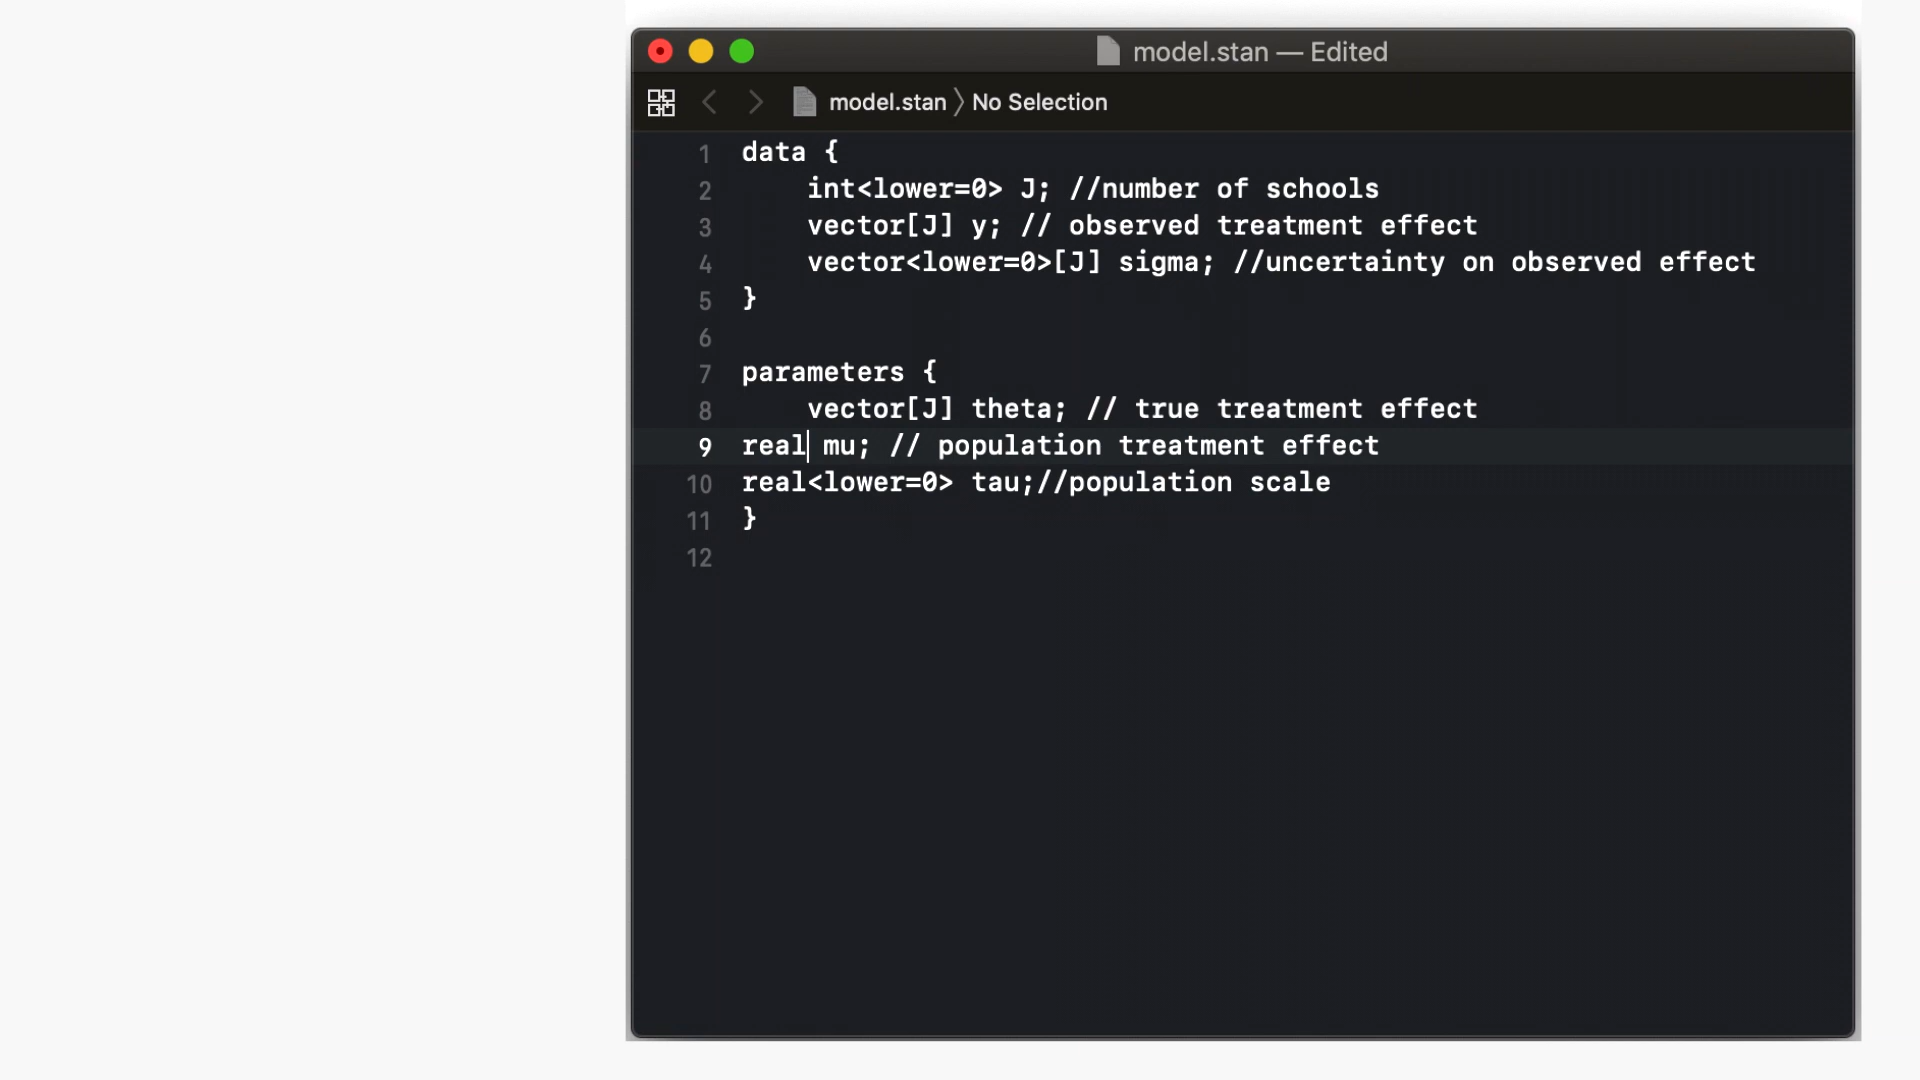 model.stan — Edited
model.stan 〉 No Selection
1 data {
2 int<lower=0> J; //number of schools
3 vector[J] y; // observed treatment effect
4 vector<lower=0>[J] sigma; //uncertainty on observed effect
5 }
6
7 parameters {
8 vector[J] theta; // true treatment effect
9 real mu; // population treatment effect
10 real<lower=0> tau;//population scale
11 }
12